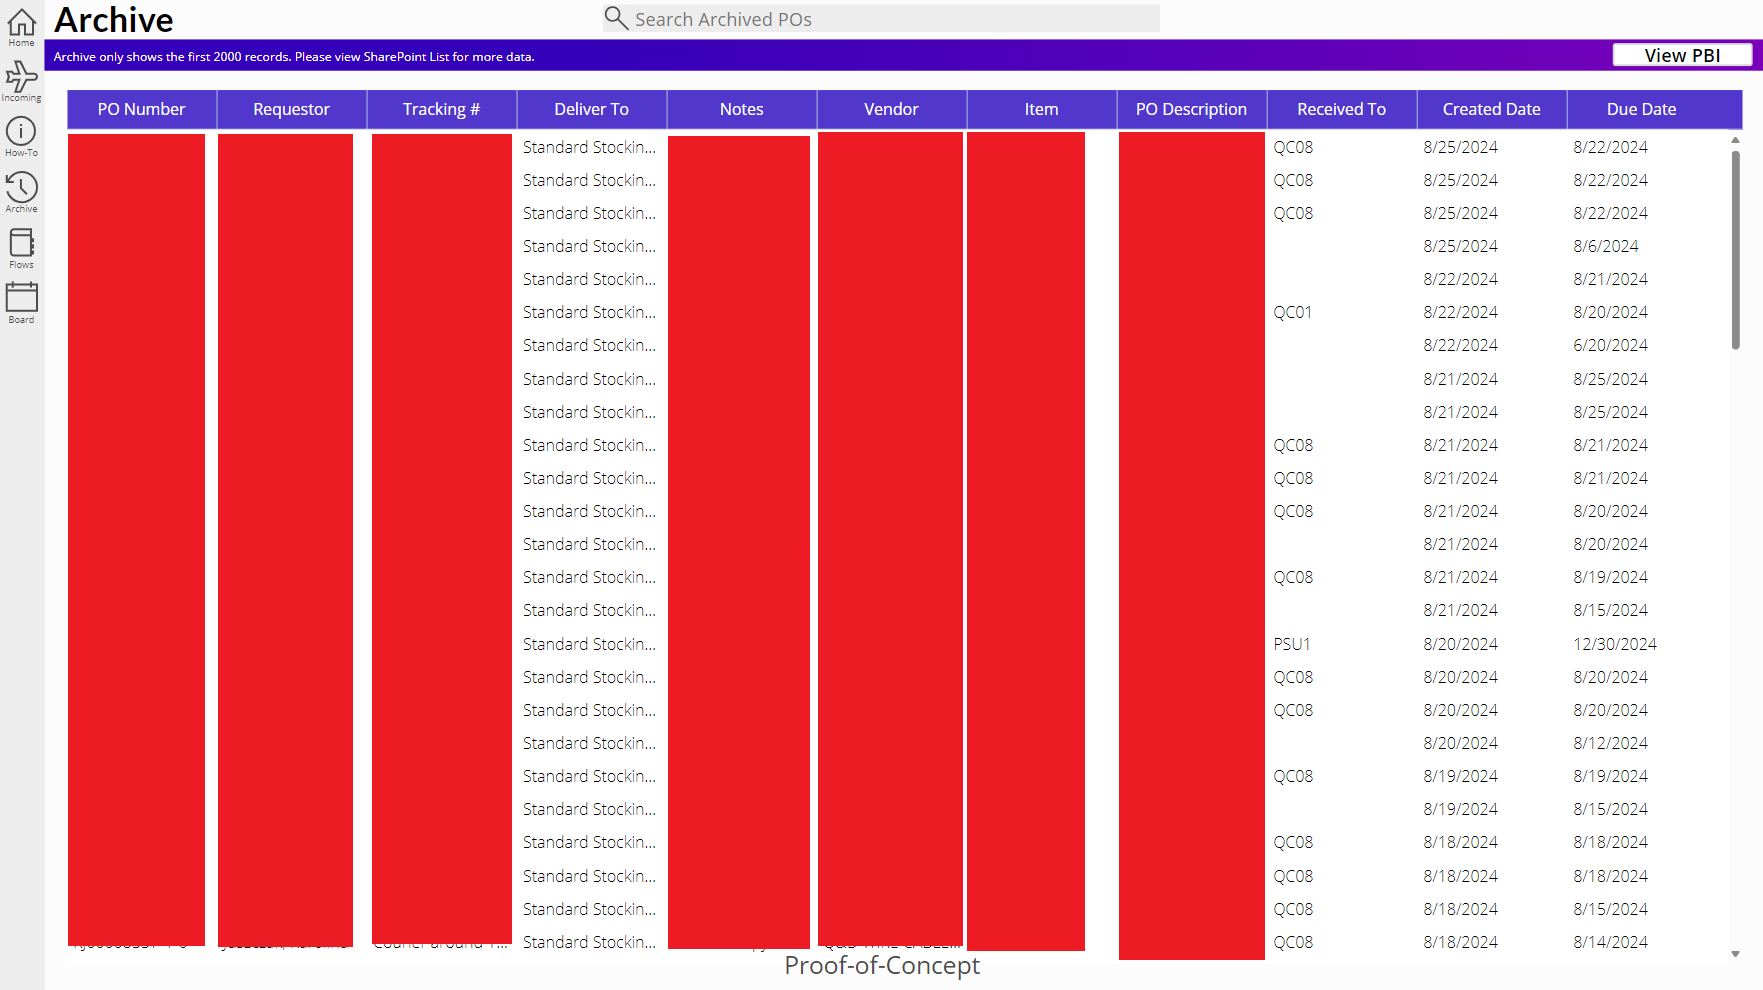 Archive
Search Archived POs
Archive only shows the first 2000 records. Please view SharePoint List for more data.
View PBI
Home
Incoming
How-To
Archive
Flows
Board
PO Number Requestor Tracking # Deliver To Notes Vendor Item PO Description Received To Created Date Due Date
Standard Stockin... QC08 8/25/2024 8/22/2024
Standard Stockin... QC08 8/25/2024 8/22/2024
Standard Stockin... QC08 8/25/2024 8/22/2024
Standard Stockin... 8/25/2024 8/6/2024
Standard Stockin... 8/22/2024 8/21/2024
Standard Stockin... QC01 8/22/2024 8/20/2024
Standard Stockin... 8/22/2024 6/20/2024
Standard Stockin... 8/21/2024 8/25/2024
Standard Stockin... 8/21/2024 8/25/2024
Standard Stockin... QC08 8/21/2024 8/21/2024
Standard Stockin... QC08 8/21/2024 8/21/2024
Standard Stockin... QC08 8/21/2024 8/20/2024
Standard Stockin... 8/21/2024 8/20/2024
Standard Stockin... QC08 8/21/2024 8/19/2024
Standard Stockin... 8/21/2024 8/15/2024
Standard Stockin... PSU1 8/20/2024 12/30/2024
Standard Stockin... QC08 8/20/2024 8/20/2024
Standard Stockin... QC08 8/20/2024 8/20/2024
Standard Stockin... 8/20/2024 8/12/2024
Standard Stockin... QC08 8/19/2024 8/19/2024
Standard Stockin... 8/19/2024 8/15/2024
Standard Stockin... QC08 8/18/2024 8/18/2024
Standard Stockin... QC08 8/18/2024 8/18/2024
Standard Stockin... QC08 8/18/2024 8/15/2024
Standard Stockin... QC08 8/18/2024 8/14/2024
Proof-of-Concept